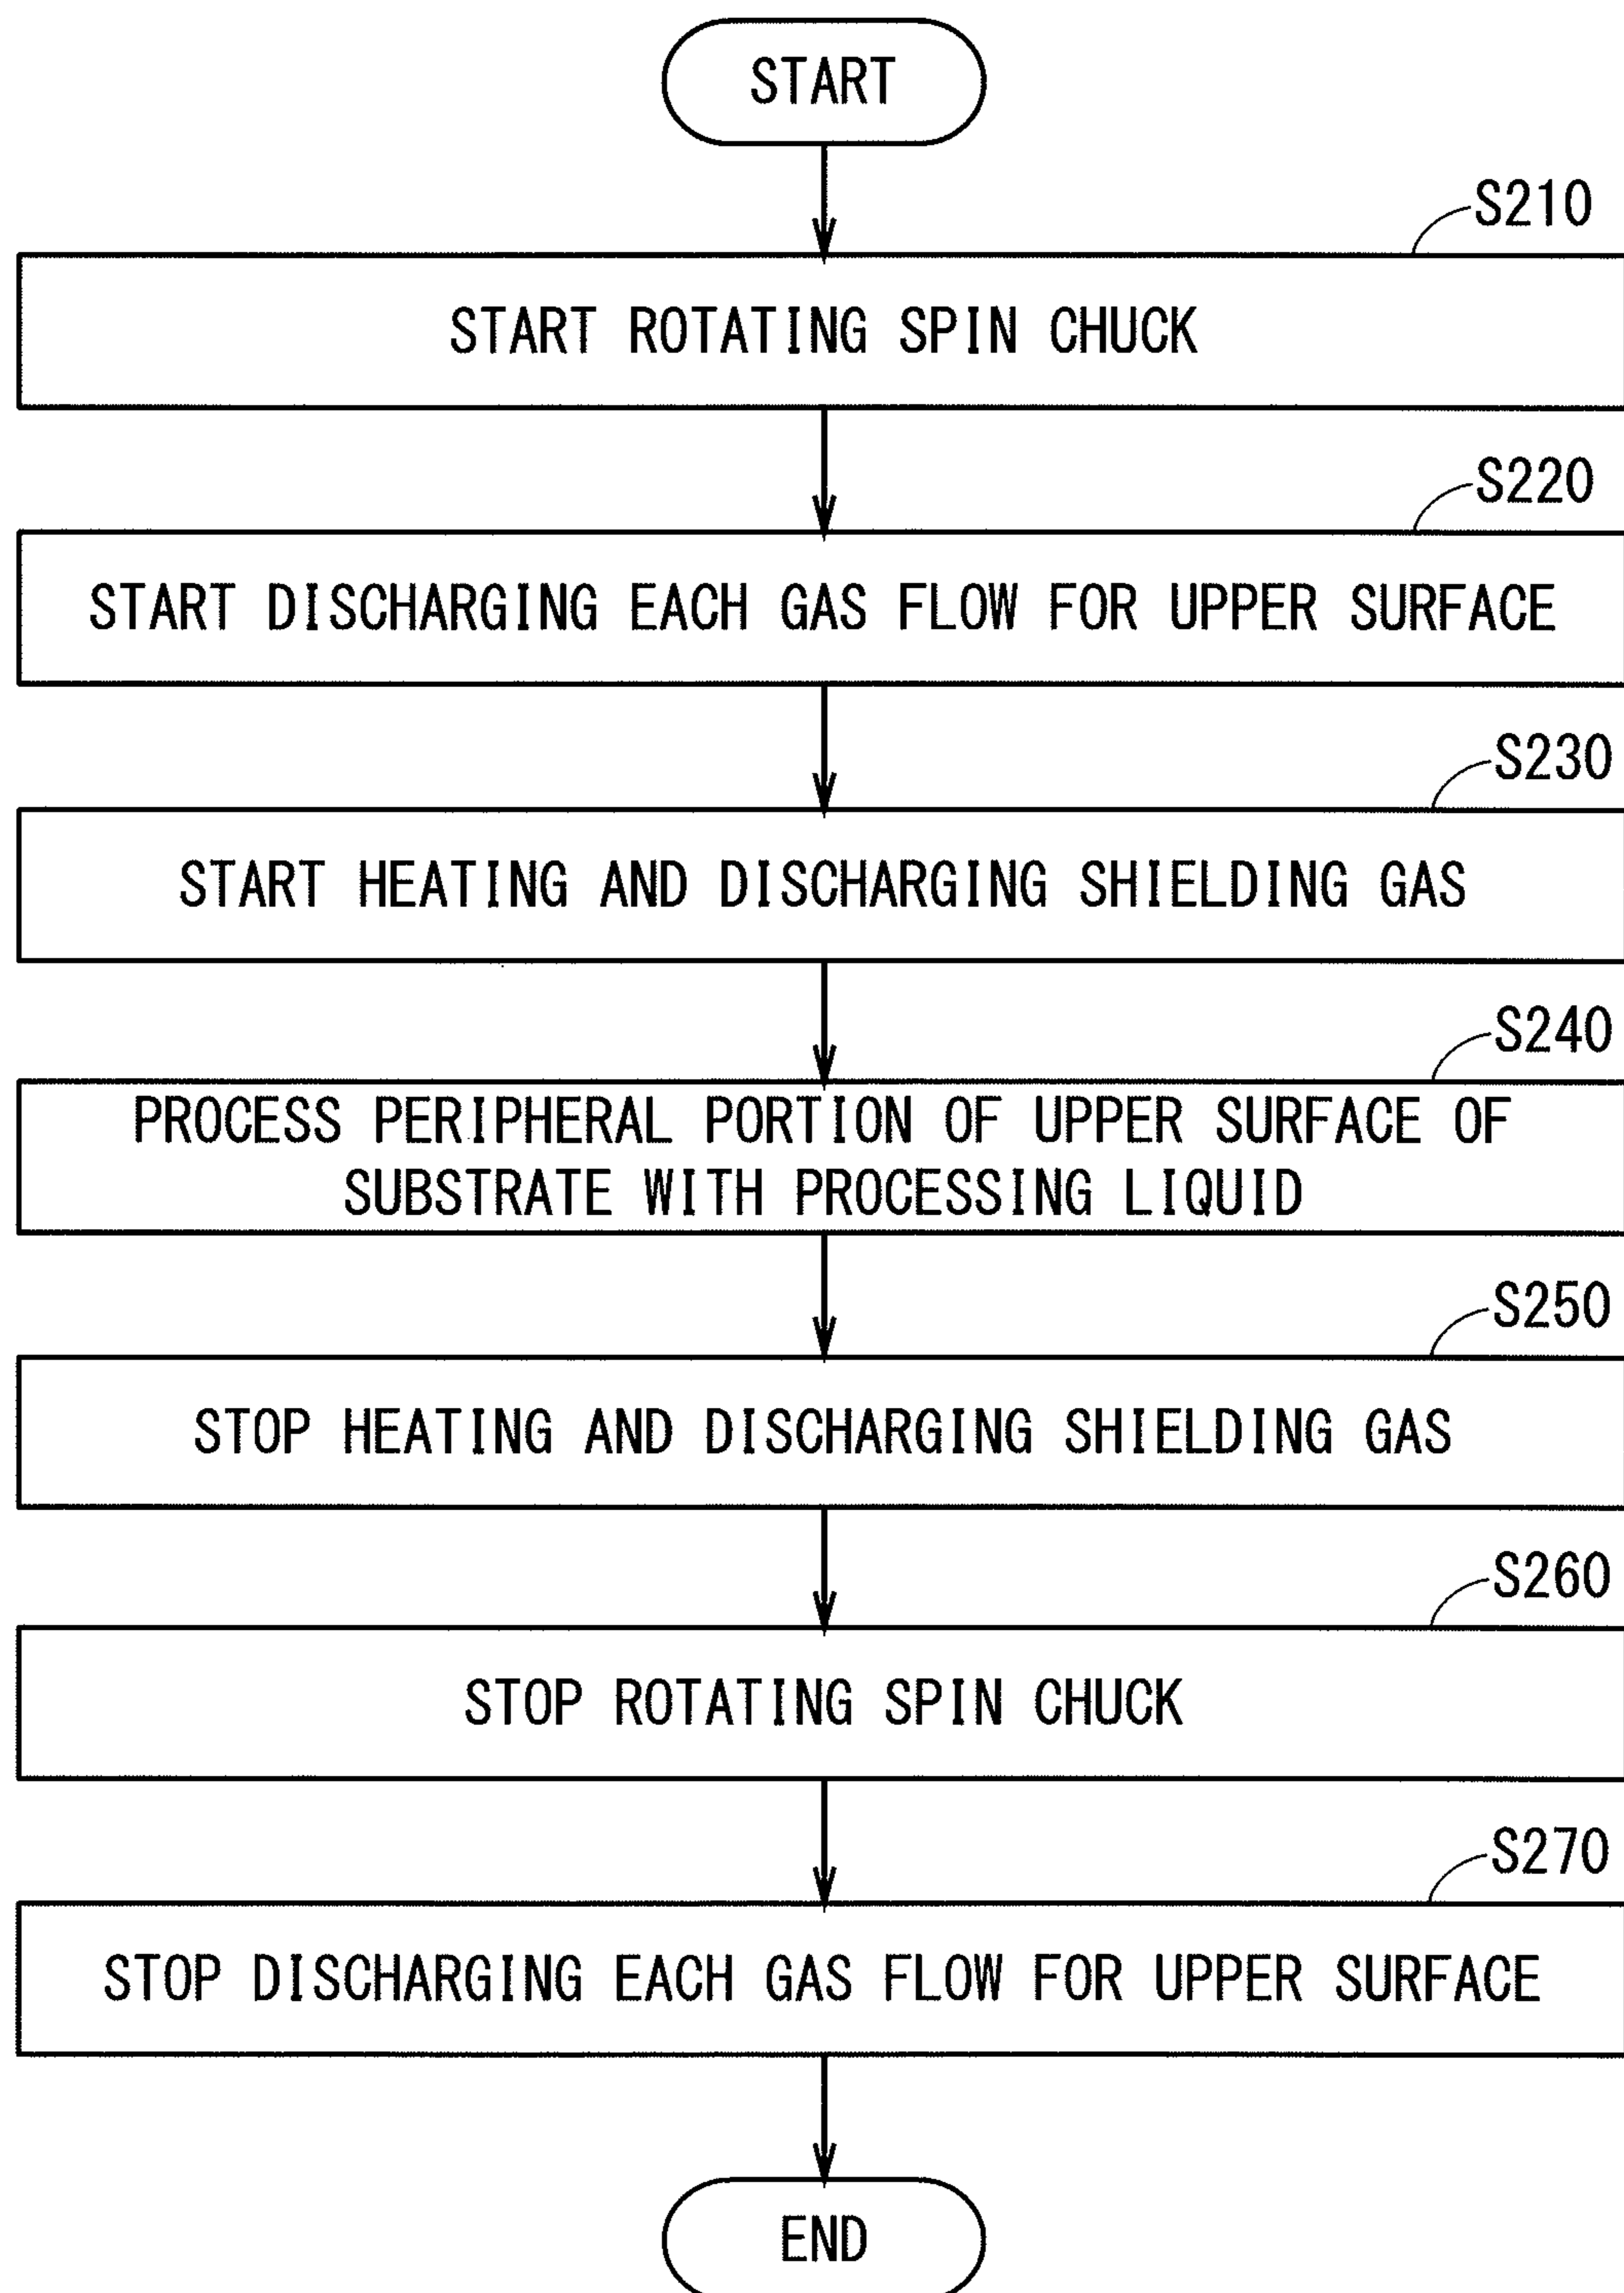 START
S210
START ROTATING SPIN CHUCK
S220
START DISCHARGING EACH GAS FLOW FOR UPPER SURFACE
S230
START HEATING AND DISCHARGING SHIELDING GAS
S240
PROCESS PERIPHERAL PORTION OF UPPER SURFACE OF
SUBSTRATE WITH PROCESSING LIQUID
S250
STOP HEATING AND DISCHARGING SHIELDING GAS
S260
STOP ROTATING SPIN CHUCK
S270
STOP DISCHARGING EACH GAS FLOW FOR UPPER SURFACE
END